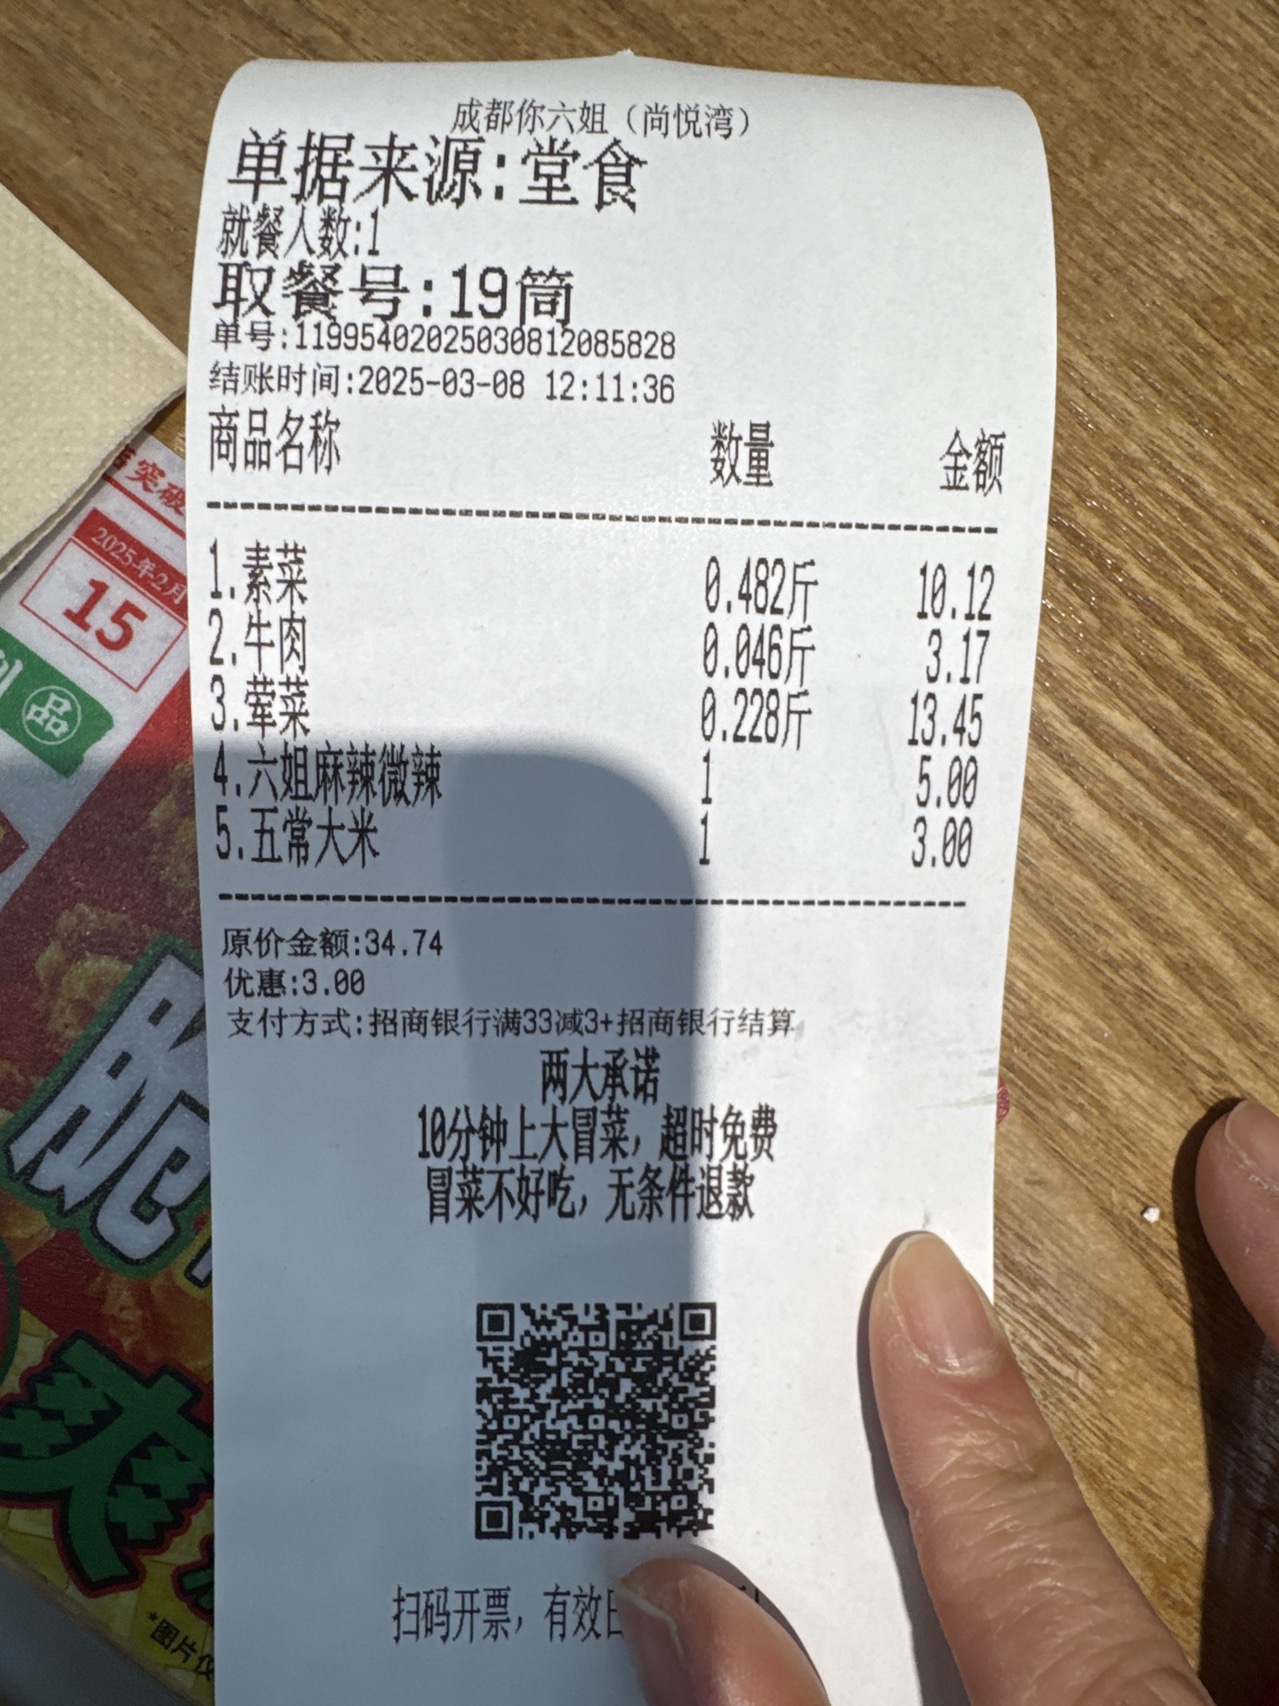 成都你六姐（尚悦湾）
单据来源:堂食
就餐人数:1
取餐号:19筒
单号:11995402025030812085828
结账时间:2025-03-08 12:11:36
商品名称 数量 金额
1.素菜 0.482斤 10.12
2.牛肉 0.046斤 3.17
3.荤菜 0.228斤 13.45
4.六姐麻辣微辣 1 5.00
5.五常大米 1 3.00
原价金额:34.74
优惠:3.00
支付方式:招商银行满33减3+招商银行结算
两大承诺
10分钟上大冒菜，超时免费
冒菜不好吃，无条件退款
扫码开票，有效
突破
2025年2月
15
品
脆
爽
*图片仅